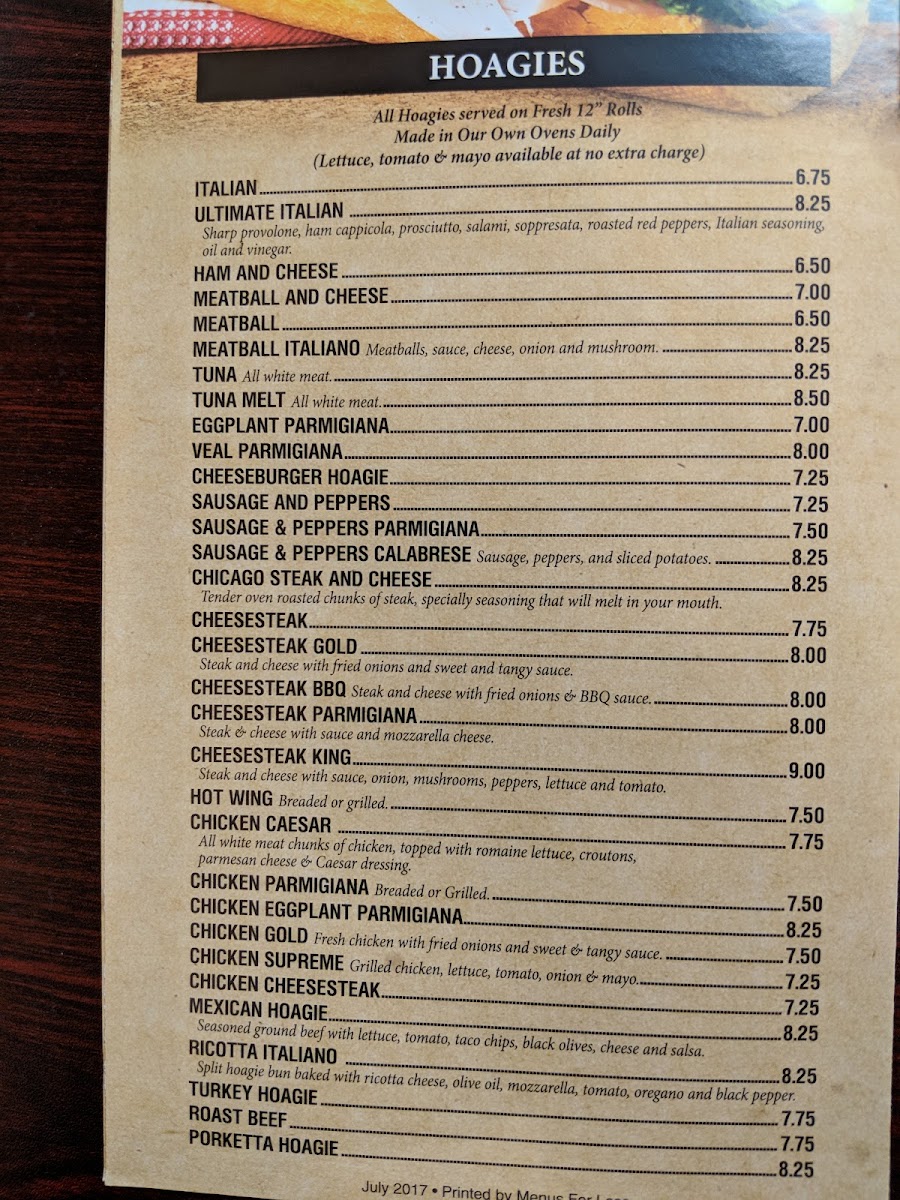 HOAGIES
All Hoagies served on Fresh 12" Rolls
Made in Our Own Ovens Daily
(Lettuce, tomato & mayo available at no extra charge)
ITALIAN 6.75
ULTIMATE ITALIAN 8.25
Sharp provolone, ham cappicola, prosciutto, salami, soppresata, roasted red peppers, Italian seasoning,
oil and vinegar.
HAM AND CHEESE 6.50
MEATBALL AND CHEESE 7.00
MEATBALL 6.50
MEATBALL ITALIANO Meatballs, sauce, cheese, onion and mushroom. 8.25
TUNA All white meat. 8.25
TUNA MELT All white meat. 8.50
EGGPLANT PARMIGIANA 7.00
VEAL PARMIGIANA 8.00
CHEESEBURGER HOAGIE 7.25
SAUSAGE AND PEPPERS 7.25
SAUSAGE & PEPPERS PARMIGIANA 7.50
SAUSAGE & PEPPERS CALABRESE Sausage, peppers, and sliced potatoes. 8.25
CHICAGO STEAK AND CHEESE 8.25
Tender oven roasted chunks of steak, specially seasoning that will melt in your mouth.
CHEESESTEAK 7.75
CHEESESTEAK GOLD 8.00
Steak and cheese with fried onions and sweet and tangy sauce.
CHEESESTEAK BBQ Steak and cheese with fried onions & BBQ sauce. 8.00
CHEESESTEAK PARMIGIANA 8.00
Steak & cheese with sauce and mozzarella cheese.
CHEESESTEAK KING 9.00
Steak and cheese with sauce, onion, mushrooms, peppers, lettuce and tomato.
HOT WING Breaded or grilled. 7.50
CHICKEN CAESAR 7.75
All white meat chunks of chicken, topped with romaine lettuce, croutons,
parmesan cheese & Caesar dressing.
CHICKEN PARMIGIANA Breaded or Grilled. 7.50
CHICKEN EGGPLANT PARMIGIANA 8.25
CHICKEN GOLD Fresh chicken with fried onions and sweet & tangy sauce. 7.50
CHICKEN SUPREME Grilled chicken, lettuce, tomato, onion & mayo. 7.25
CHICKEN CHEESESTEAK 7.25
MEXICAN HOAGIE 8.25
Seasoned ground beef with lettuce, tomato, taco chips, black olives, cheese and salsa.
RICOTTA ITALIANO 8.25
Split hoagie bun baked with ricotta cheese, olive oil, mozzarella, tomato, oregano and black pepper.
TURKEY HOAGIE 7.75
ROAST BEEF 7.75
PORKETTA HOAGIE 8.25
July 2017 • Printed by Menus For